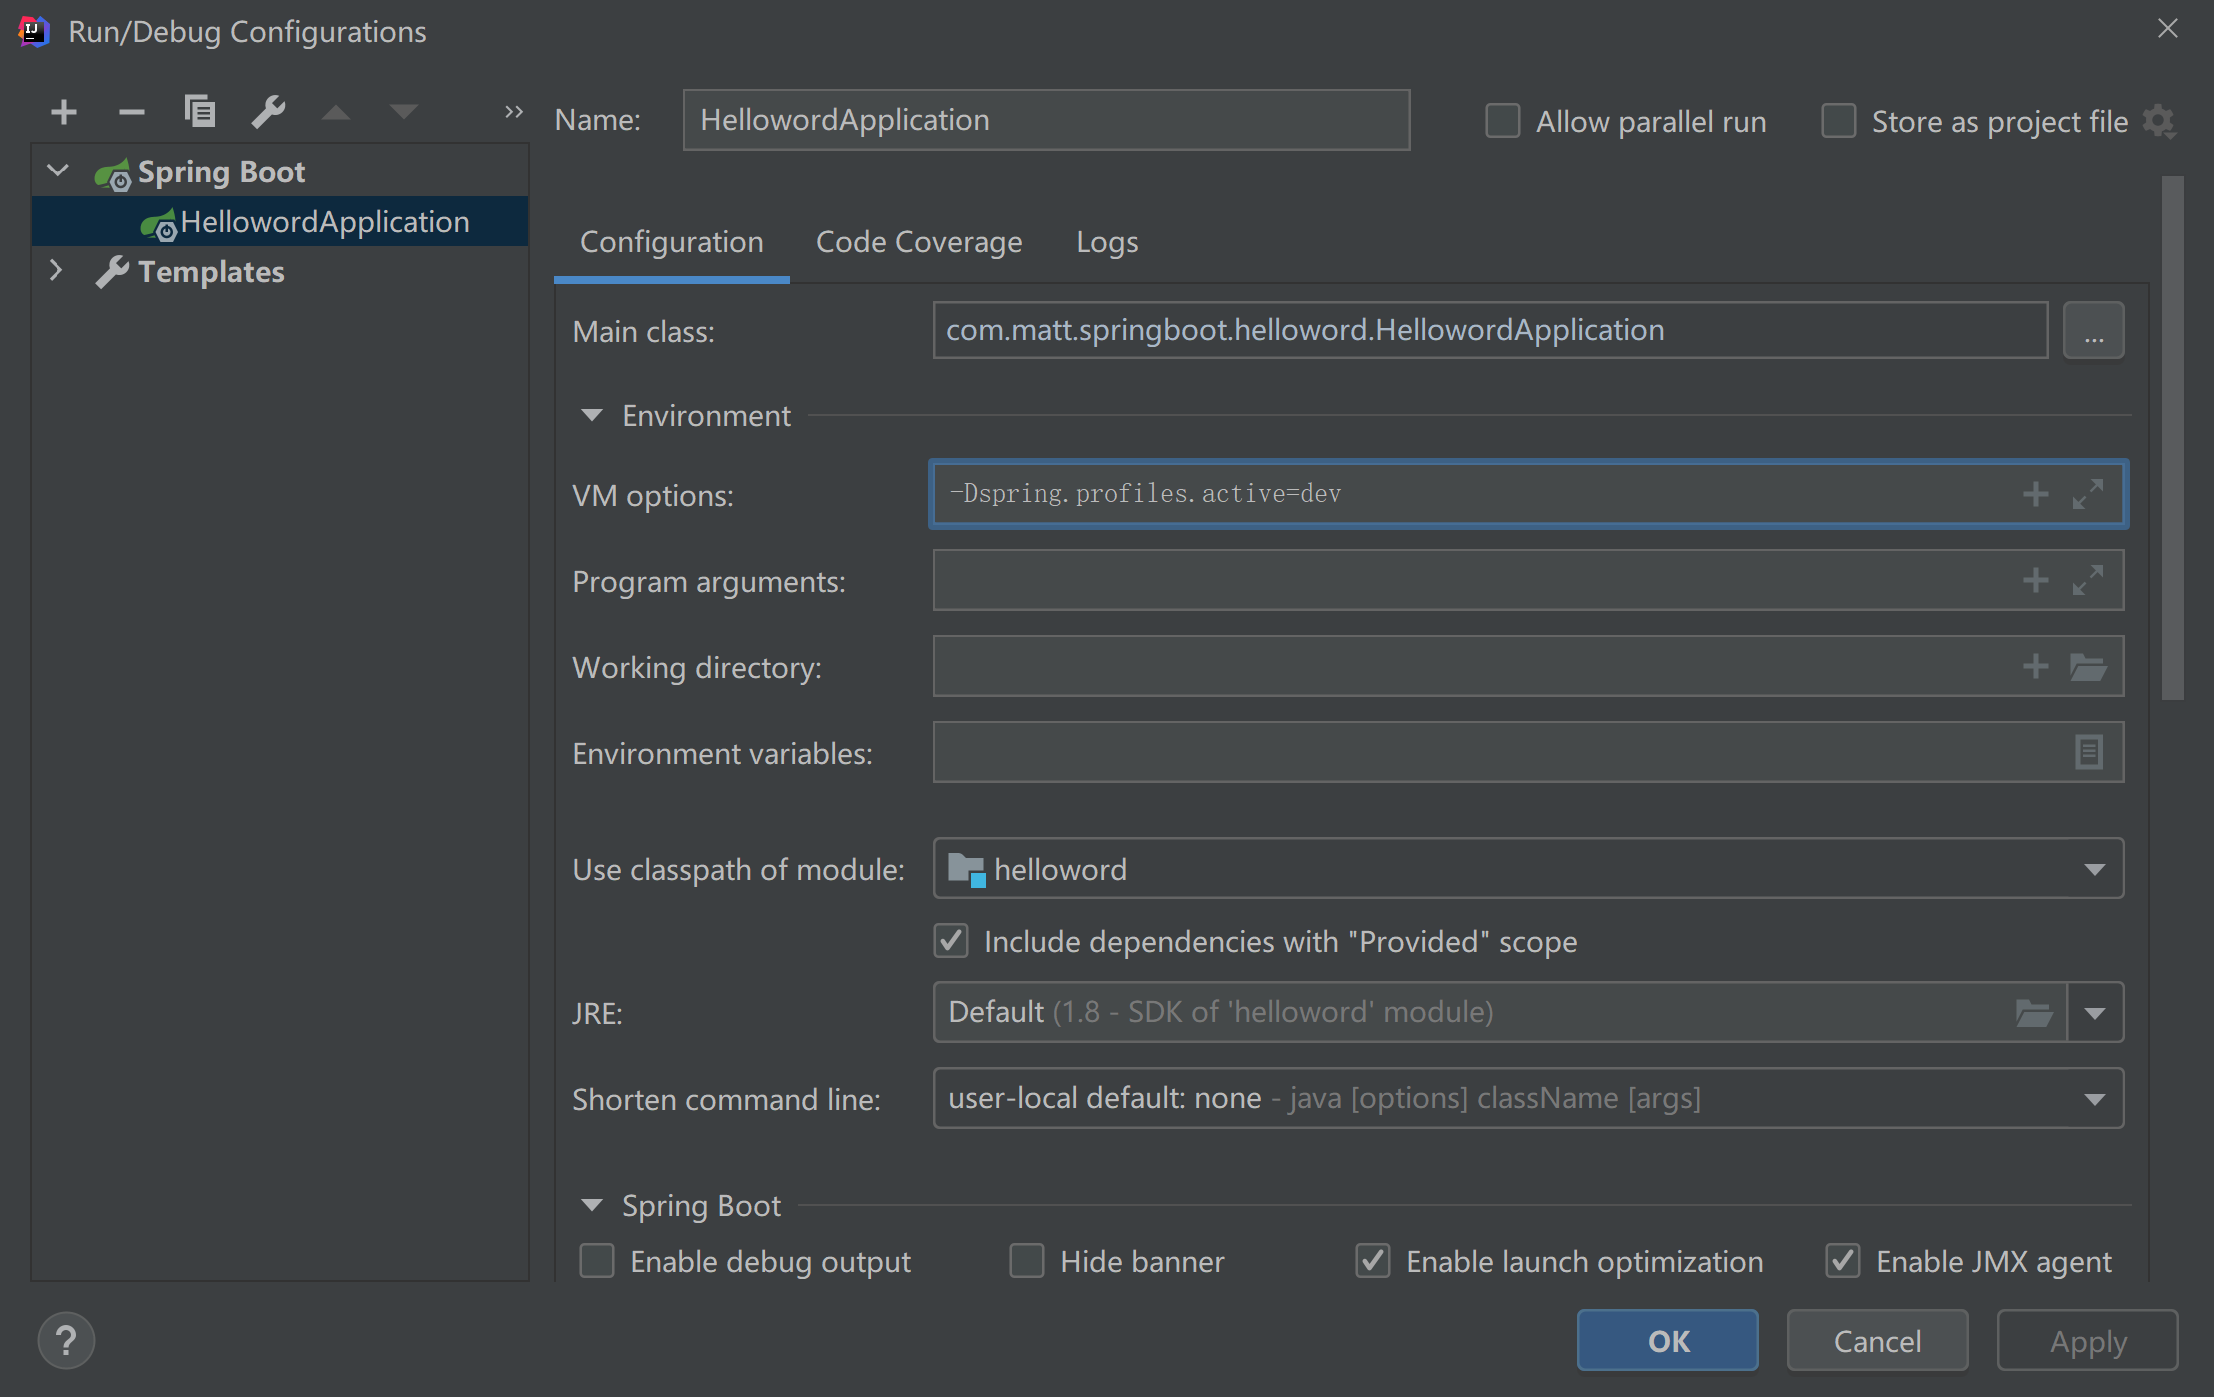 Run/Debug Configurations
Name: HellowordApplication Allow parallel run Store as project file
Spring Boot
HellowordApplication
Templates
Configuration Code Coverage Logs
Main class: com.matt.springboot.helloword.HellowordApplication ...
Environment
VM options: -Dspring.profiles.active=dev
Program arguments:
Working directory:
Environment variables:
Use classpath of module: helloword
Include dependencies with "Provided" scope
JRE: Default (1.8 - SDK of 'helloword' module)
Shorten command line: user-local default: none - java [options] className [args]
Spring Boot
Enable debug output Hide banner Enable launch optimization Enable JMX agent
? OK Cancel Apply